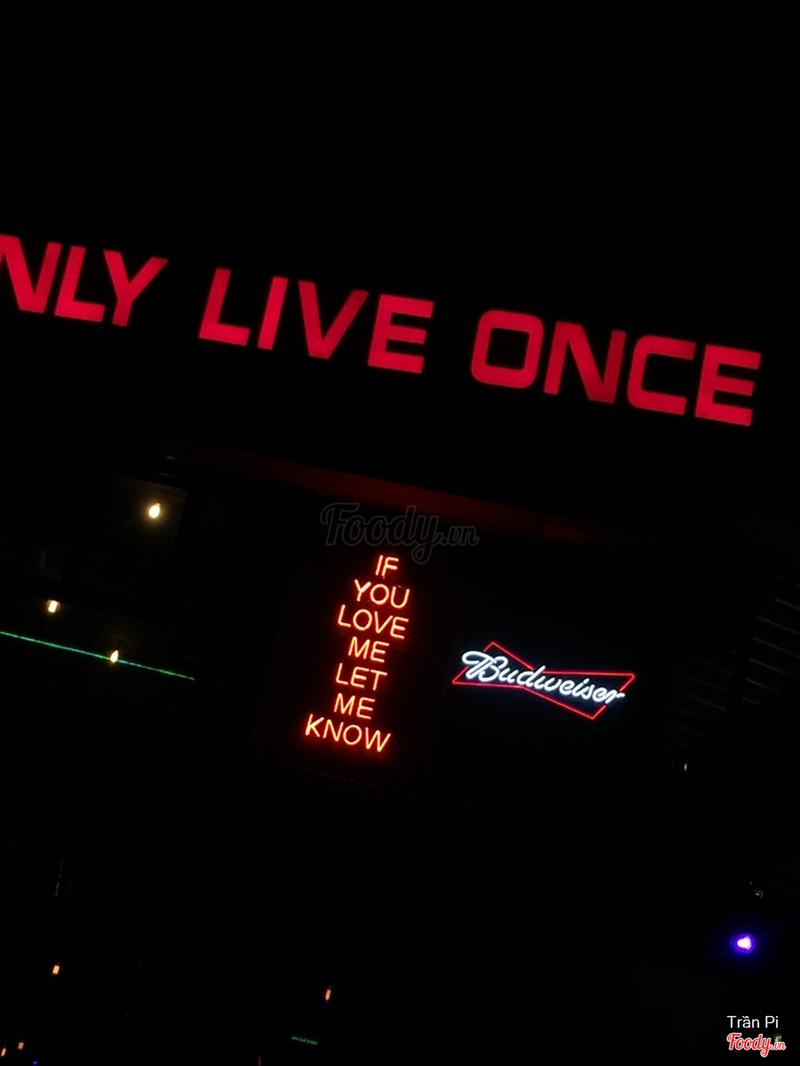 NLY LIVE ONCE
Foody.vn
IF
YOU
LOVE
ME
LET
ME
KNOW
Budweiser
Trần Pi
Foody.vn